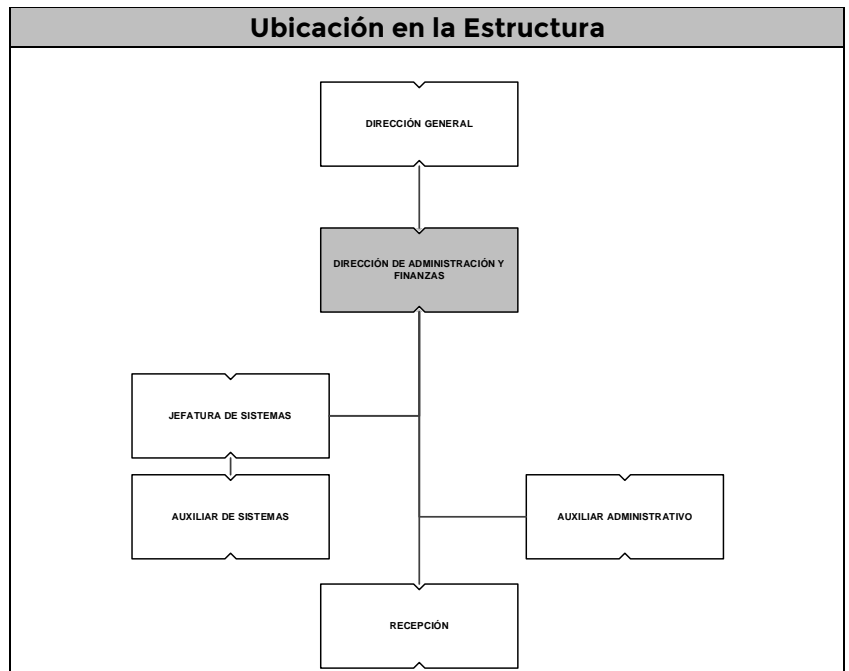 Ubicación en la Estructura
DIRECCIÓN GENERAL
DIRECCIÓN DE ADMINISTRACIÓN Y
FINANZAS
JEFATURA DE SISTEMAS
AUXILIAR DE SISTEMAS
AUXILIAR ADMINISTRATIVO
RECEPCIÓN